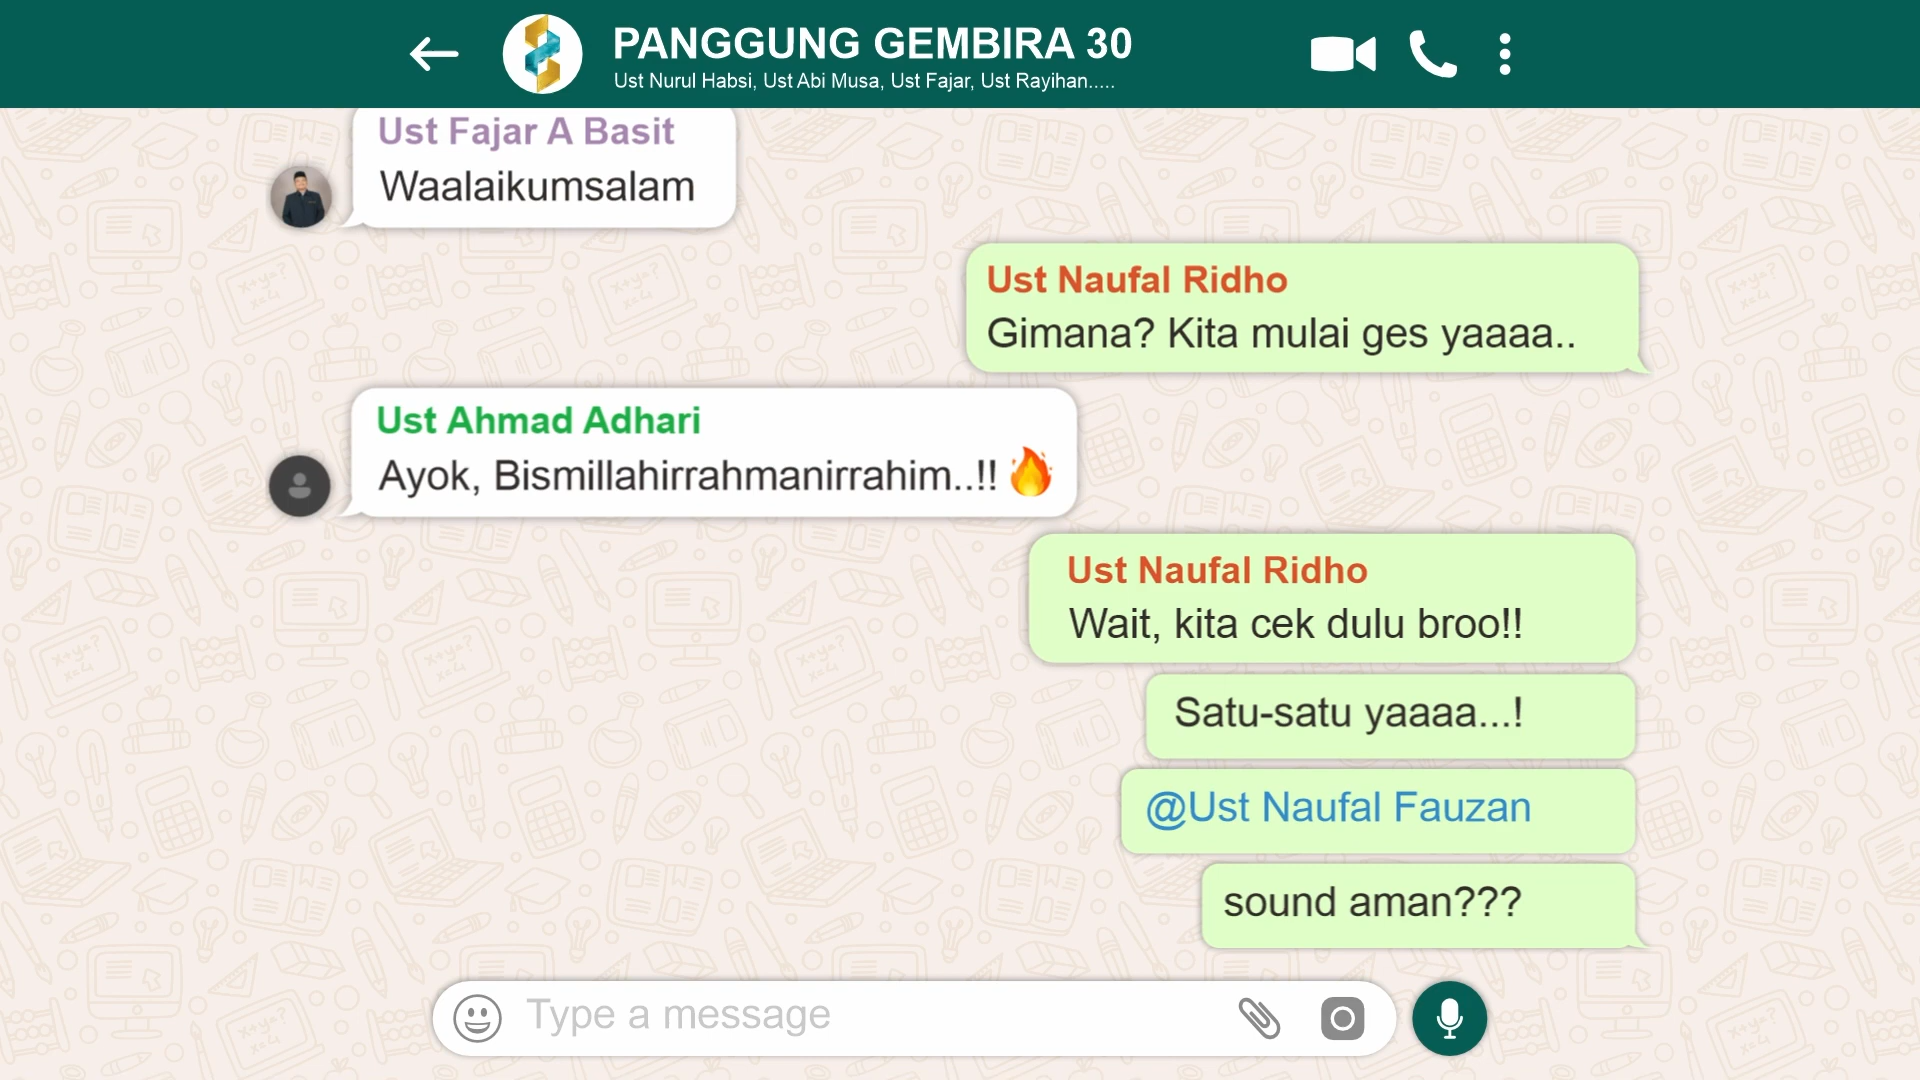 PANGGUNG GEMBIRA 30
Ust Nurul Habsi, Ust Abi Musa, Ust Fajar, Ust Rayihan.....
Ust Fajar A Basit
Waalaikumsalam
Ust Naufal Ridho
Gimana? Kita mulai ges yaaaa..
Ust Ahmad Adhari
Ayok, Bismillahirrahmanirrahim..!! 🔥
Ust Naufal Ridho
Wait, kita cek dulu broo!!
Satu-satu yaaaa...!
@Ust Naufal Fauzan
sound aman???
Type a message